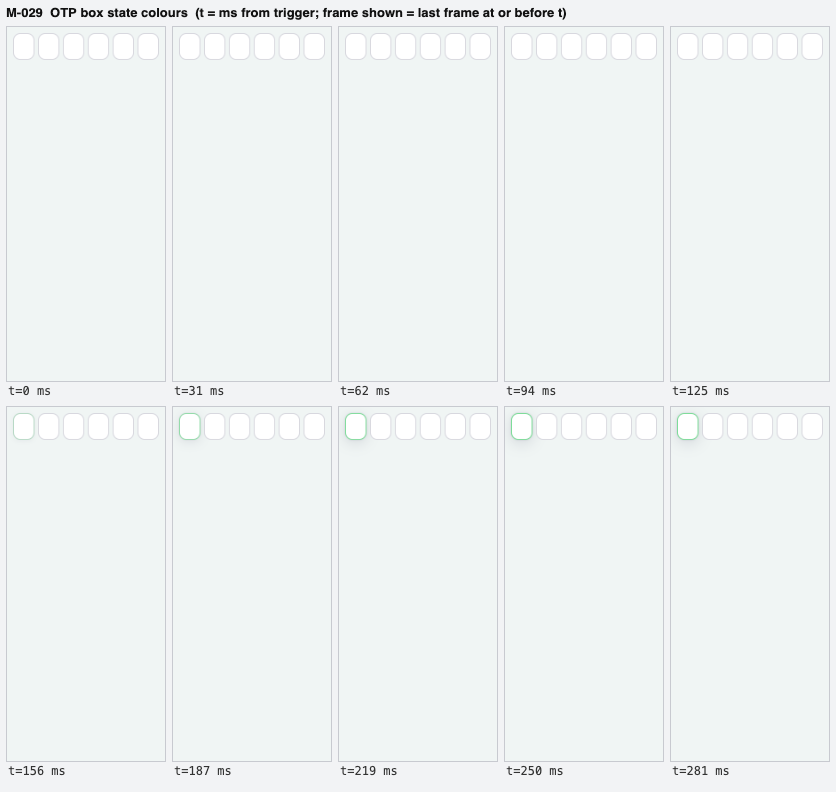 M-029 OTP box state colours (t = ms from trigger; frame shown = last frame at or before t)
t=0 ms
t=31 ms
t=62 ms
t=94 ms
t=125 ms
t=156 ms
t=187 ms
t=219 ms
t=250 ms
t=281 ms